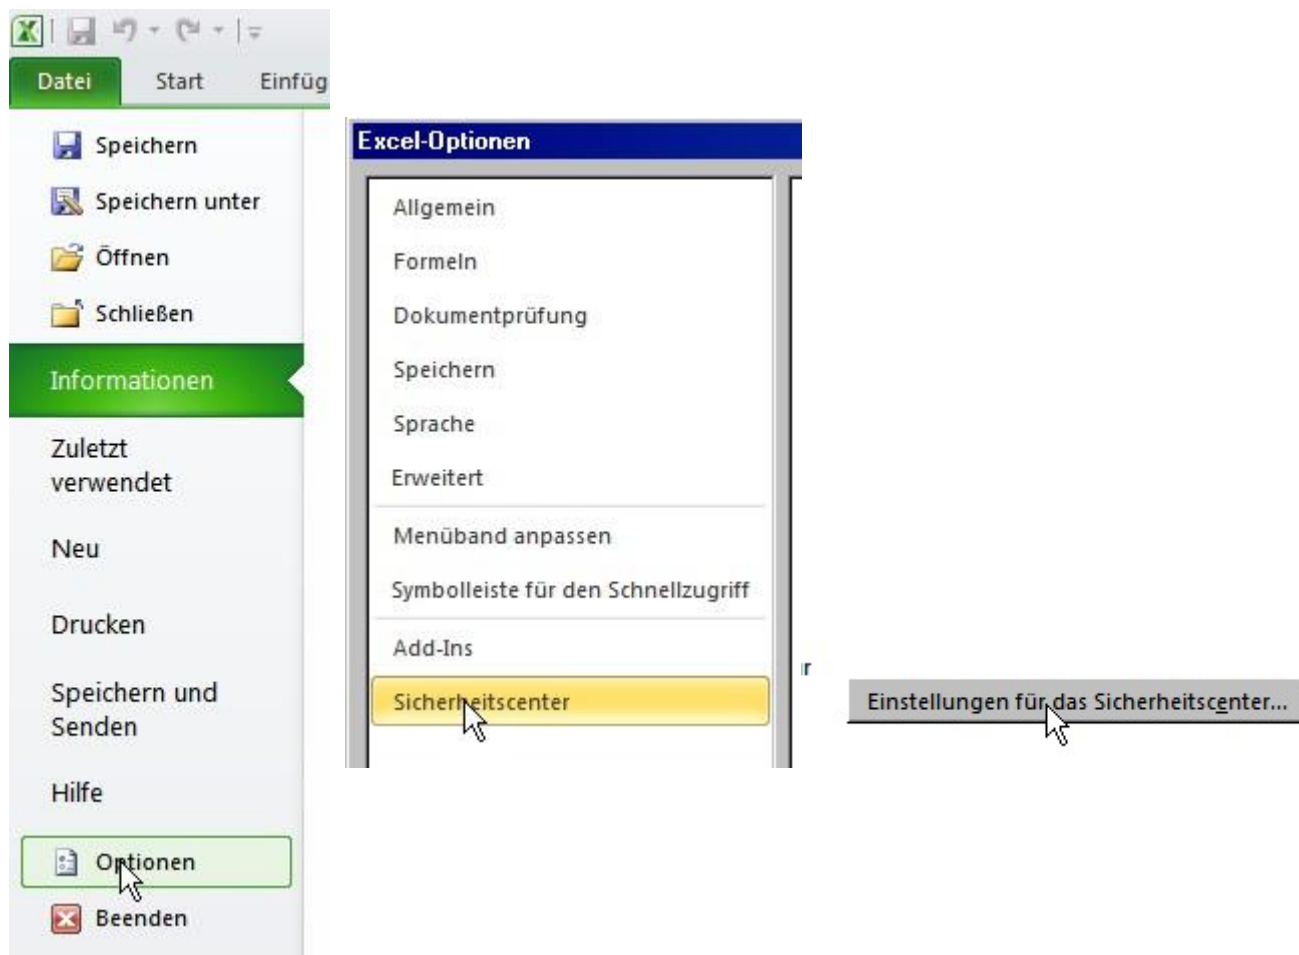 Datei Start Einfüg
Speichern
Speichern unter
Öffnen
Schließen
Informationen
Zuletzt
verwendet
Neu
Drucken
Speichern und
Senden
Hilfe
Optionen
Beenden
Excel-Optionen
Allgemein
Formeln
Dokumentprüfung
Speichern
Sprache
Erweitert
Menüband anpassen
Symbolleiste für den Schnellzugriff
Add-Ins
Sicherheitscenter
r
Einstellungen für das Sicherheitscenter...